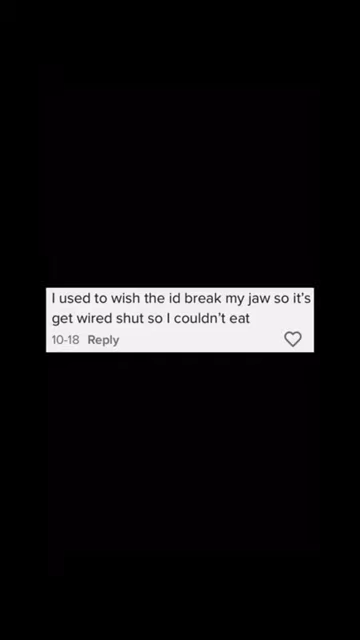 I used to wish the id break my jaw so it's
get wired shut so I couldn't eat
10-18 Reply